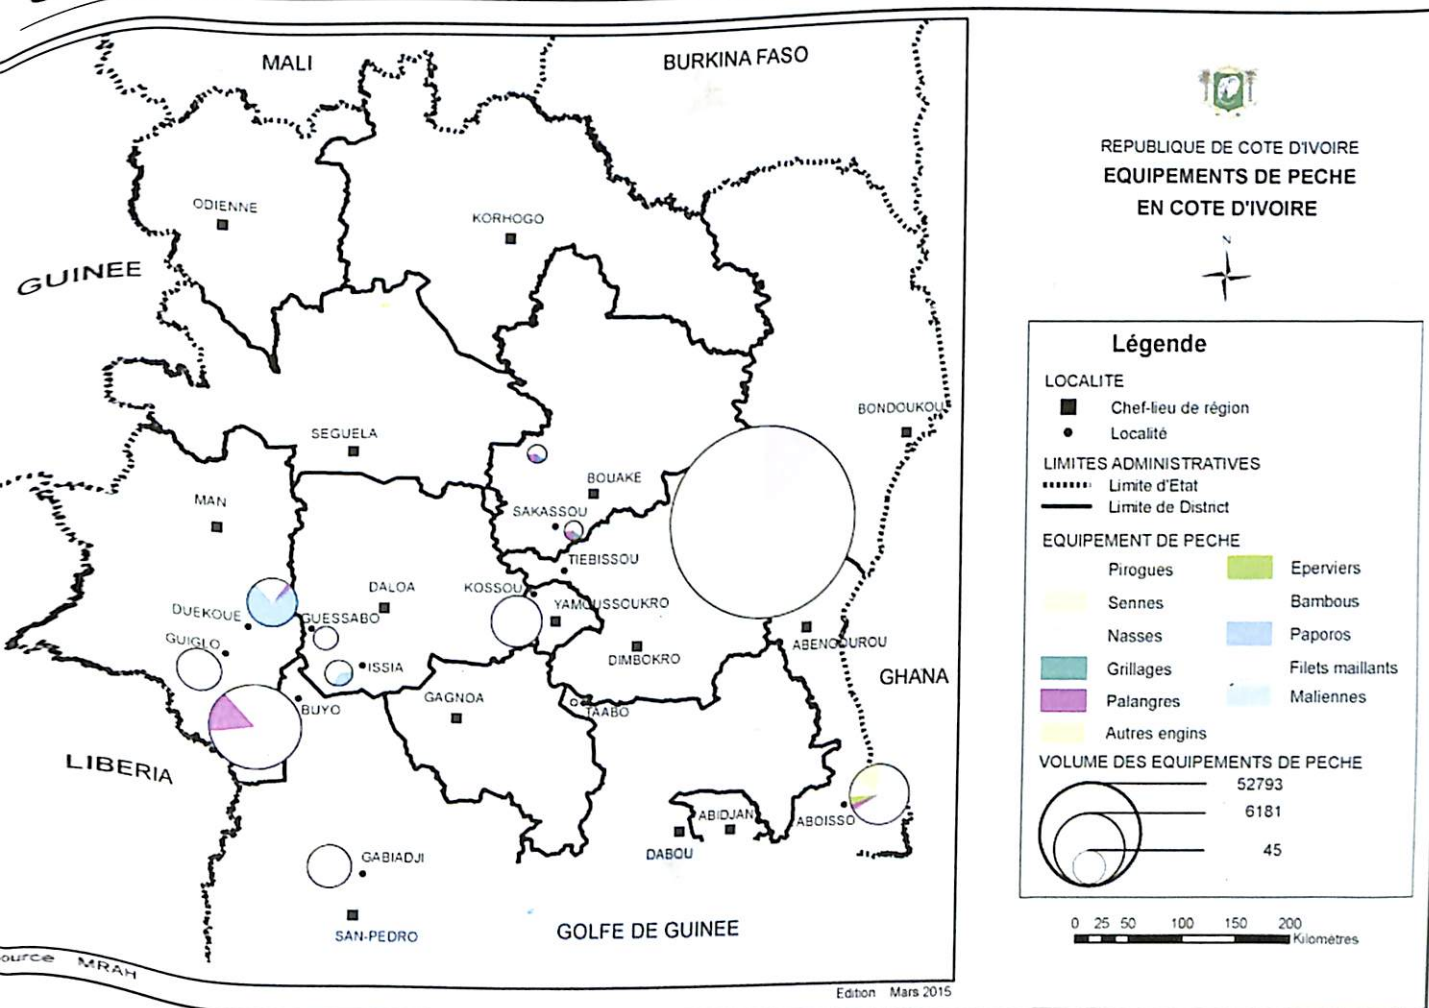 MALI
BURKINA FASO
ODIENNE
KORHOGO
GUINEE
BONDOUKOU
SEGUELA
BOUAKE
MAN
SAKASSOU
TIEBISSOU
DALOA
KOSSOU
YAMOUSSOUKRO
DUEKOUE
GUESSABO
GUIGLO
ABENGOUROU
DIMBOKRO
ISSIA
GHANA
GAGNOA
BUYO
TAABO
LIBERIA
ABIDJAN
ABOISSO
DABOU
GABIADJI
GOLFE DE GUINEE
SAN-PEDRO
ource MRAH
Edition Mars 2015
REPUBLIQUE DE COTE D'IVOIRE
EQUIPEMENTS DE PECHE
EN COTE D'IVOIRE
N
Légende
LOCALITE
Chef-lieu de région
Localité
LIMITES ADMINISTRATIVES
Limite d'Etat
Limite de District
EQUIPEMENT DE PECHE
Pirogues
Sennes
Nasses
Grillages
Palangres
Autres engins
Eperviers
Bambous
Paporos
Filets maillants
Maliennes
VOLUME DES EQUIPEMENTS DE PECHE
52793
6181
45
0 25 50 100 150 200
Kilometres